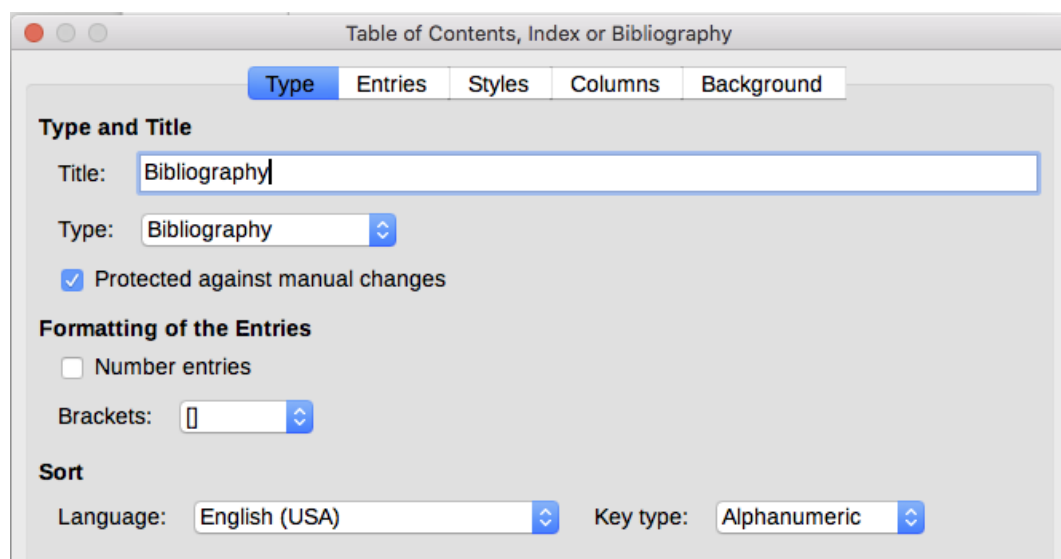 Table of Contents, Index or Bibliography
Type Entries Styles Columns Background
Type and Title
Title: Bibliography
Type: Bibliography
Protected against manual changes
Formatting of the Entries
Number entries
Brackets: []
Sort
Language: English (USA) Key type: Alphanumeric